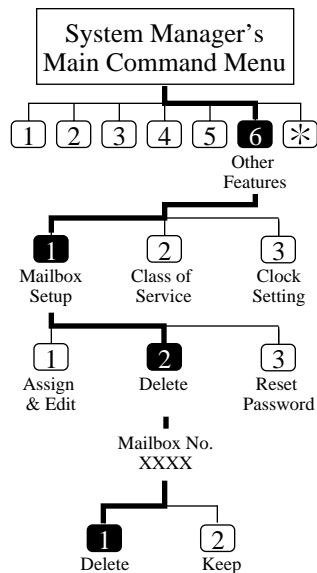 System Manager's
Main Command Menu
1 2 3 4 5 6 *
Other
Features
1 2 3
Mailbox Class of Clock
Setup Service Setting
1 2 3
Assign Delete Reset
& Edit Password
Mailbox No.
XXXX
1 2
Delete Keep